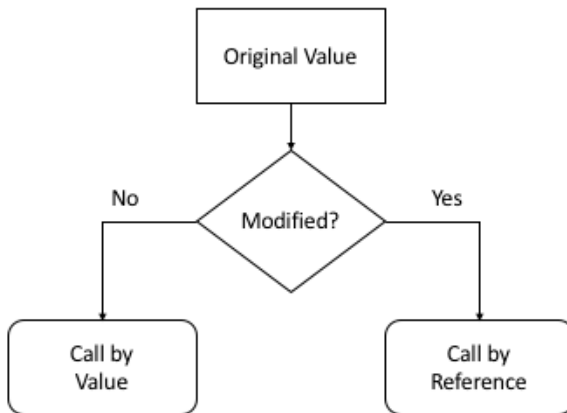 Original Value
No
Yes
Modified?
Call by
Value
Call by
Reference